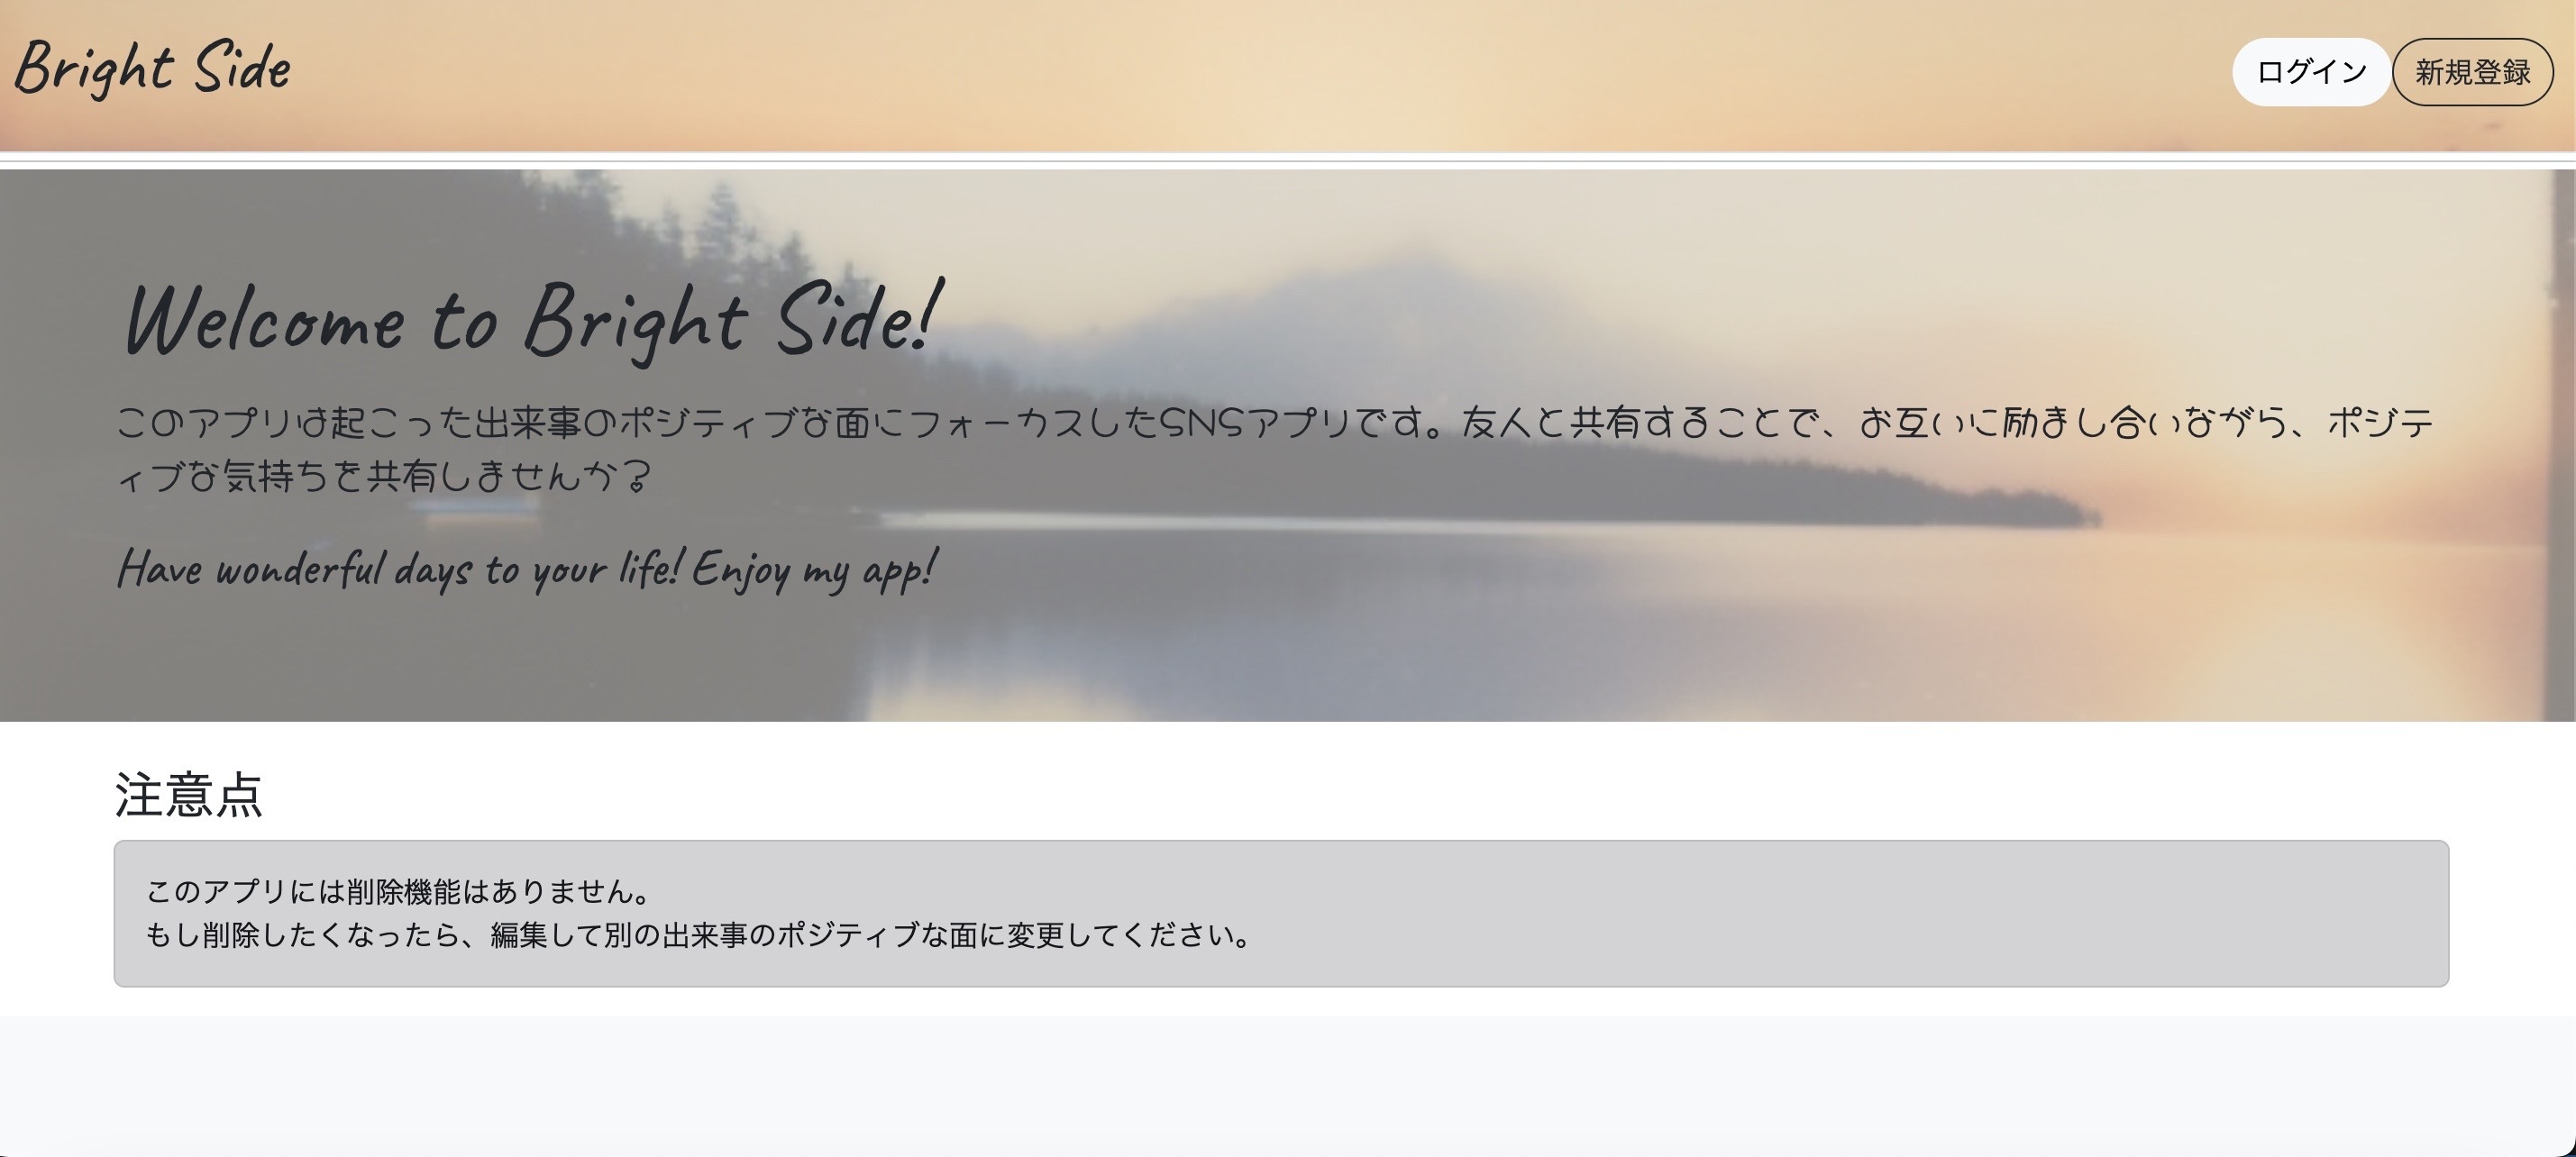 Bright Side
ログイン
新規登録
Welcome to Bright Side!
このアプリは起こった出来事のポジティブな面にフォーカスしたSNSアプリです。友人と共有することで、お互いに励まし合いながら、ポジテ
ィブな気持ちを共有しませんか？
Have wonderful days to your life! Enjoy my app!
注意点
このアプリには削除機能はありません。
もし削除したくなったら、編集して別の出来事のポジティブな面に変更してください。